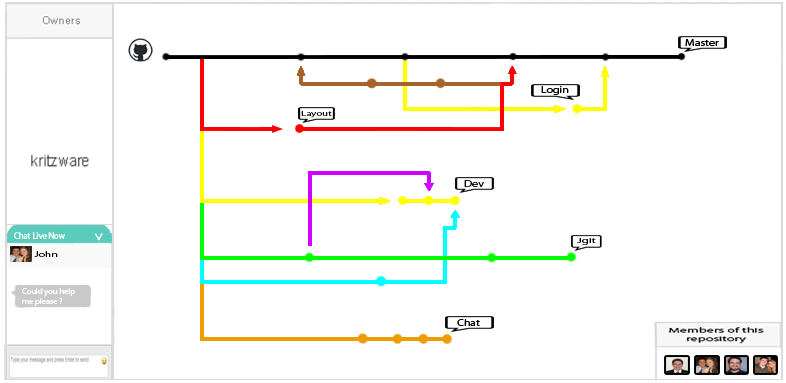 Owners
kritzware
Chat Live Now
John
Could you help
me please ?
Type your message and press Enter to send
Master
Login
Layout
Dev
JgIt
Chat
Members of this
repository